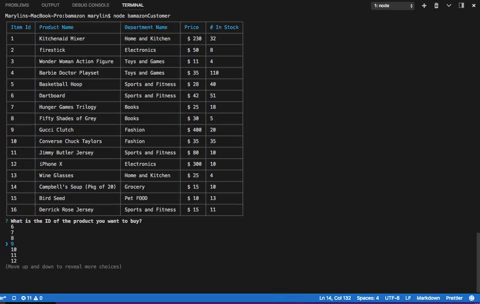 PROBLEMS OUTPUT DEBUG CONSOLE TERMINAL 1: node
Marylins-MacBook-Pro:bamazon marylin$ node bamazonCustomer
Item Id Product Name Department Name Price # In Stock
1 Kitchenaid Mixer Home and Kitchen $ 230 32
2 firestick Electronics $ 50 8
3 Wonder Woman Action Figure Toys and Games $ 11 4
4 Barbie Doctor Playset Toys and Games $ 35 110
5 Basketball Hoop Sports and Fitness $ 28 40
6 Dartboard Sports and Fitness $ 42 51
7 Hunger Games Trilogy Books $ 25 18
8 Fifty Shades of Grey Books $ 30 5
9 Gucci Clutch Fashion $ 400 20
10 Converse Chuck Taylors Fashion $ 35 35
11 Jimmy Butler Jersey Sports and Fitness $ 80 10
12 iPhone X Electronics $ 300 10
13 Wine Glasses Home and Kitchen $ 25 4
14 Campbell's Soup (Pkg of 20) Grocery $ 15 10
15 Bird Seed Pet FOOD $ 10 13
16 Derrick Rose Jersey Sports and Fitness $ 15 11
? What is the ID of the product you want to buy?
6
7
8
❯ 9
10
11
12
(Move up and down to reveal more choices)
11 0 Ln 14, Col 132 Spaces: 4 UTF-8 LF Markdown Prettier